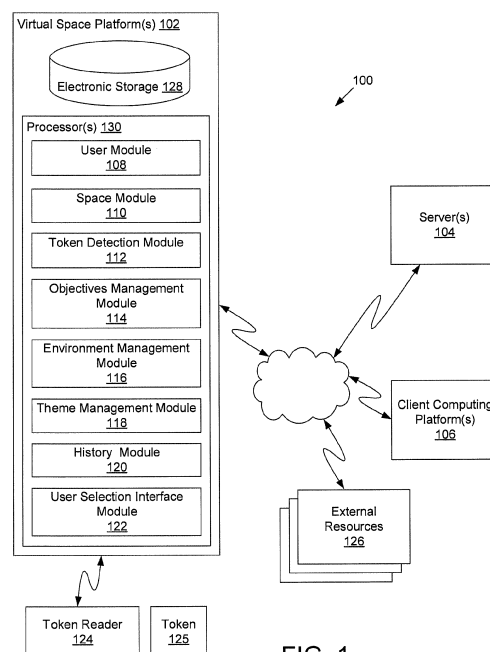 Virtual Space Platform(s) 102
Electronic Storage 128
Processor(s) 130
User Module
108
Space Module
110
Token Detection Module
112
Objectives Management
Module
114
Environment Management
Module
116
Theme Management Module
118
History Module
120
User Selection Interface
Module
122
Token Reader
124
Token
125
100
Server(s)
104
Client Computing
Platform(s)
106
External
Resources
126
FIG. 1